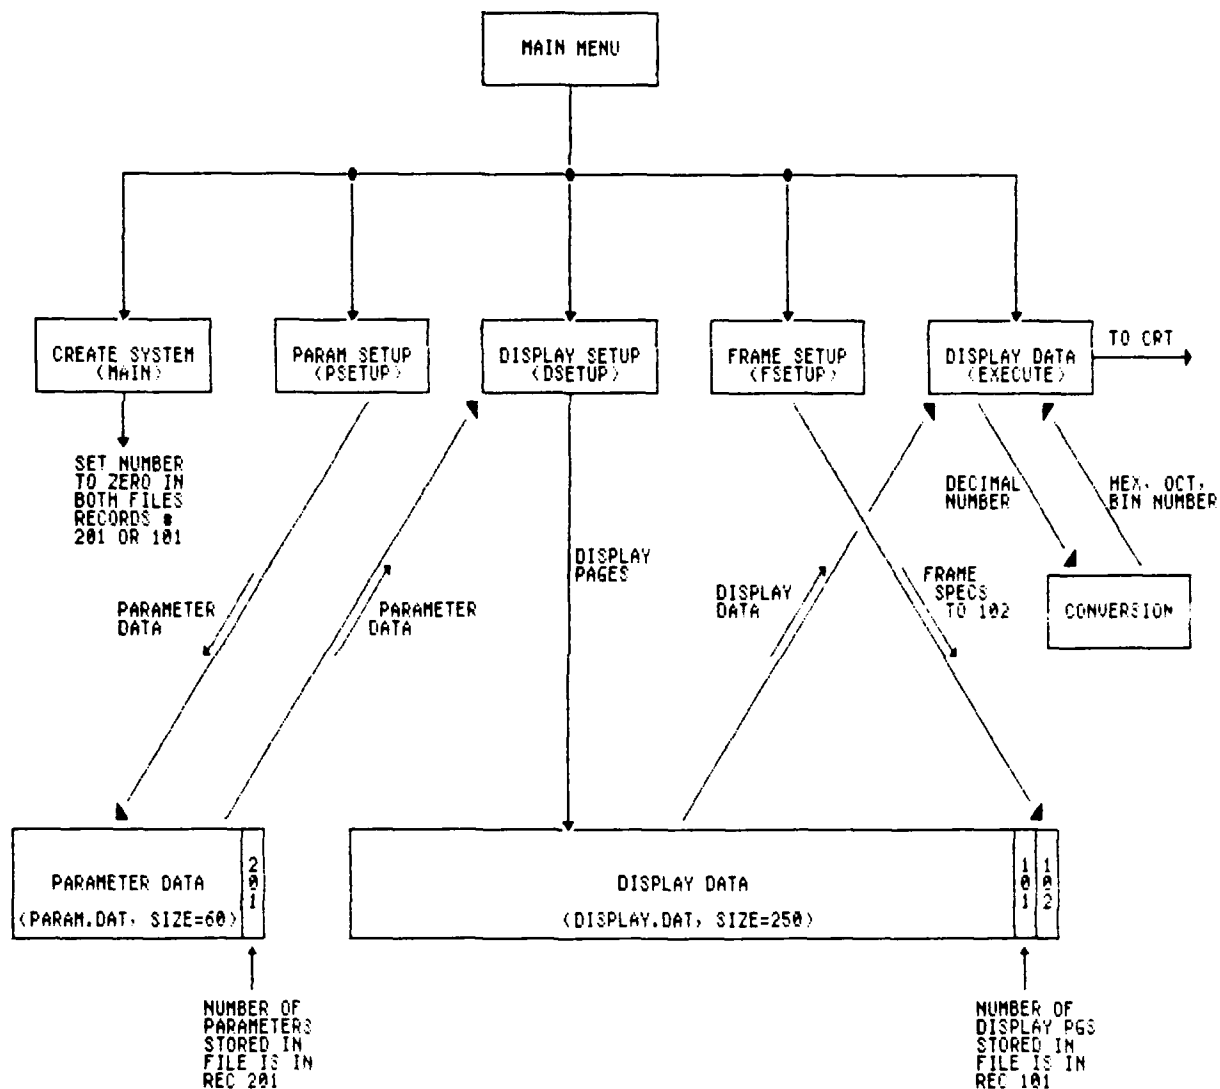 MAIN MENU
CREATE SYSTEM
(MAIN)
PARAM SETUP
(PSETUP)
DISPLAY SETUP
(DSETUP)
FRAME SETUP
(FSETUP)
DISPLAY DATA
(EXECUTE)
TO CRT
SET NUMBER
TO ZERO IN
BOTH FILES
RECORDS #
201 OR 101
DECIMAL
NUMBER
HEX, OCT,
BIN NUMBER
PARAMETER
DATA
PARAMETER
DATA
DISPLAY
PAGES
DISPLAY
DATA
FRAME
SPECS
TO 102
CONVERSION
PARAMETER DATA
(PARAM.DAT, SIZE=60)
201
DISPLAY DATA
(DISPLAY.DAT, SIZE=250)
101
102
NUMBER OF
PARAMETERS
STORED IN
FILE IS IN
REC 201
NUMBER OF
DISPLAY PGS
STORED IN
FILE IS IN
REC 101